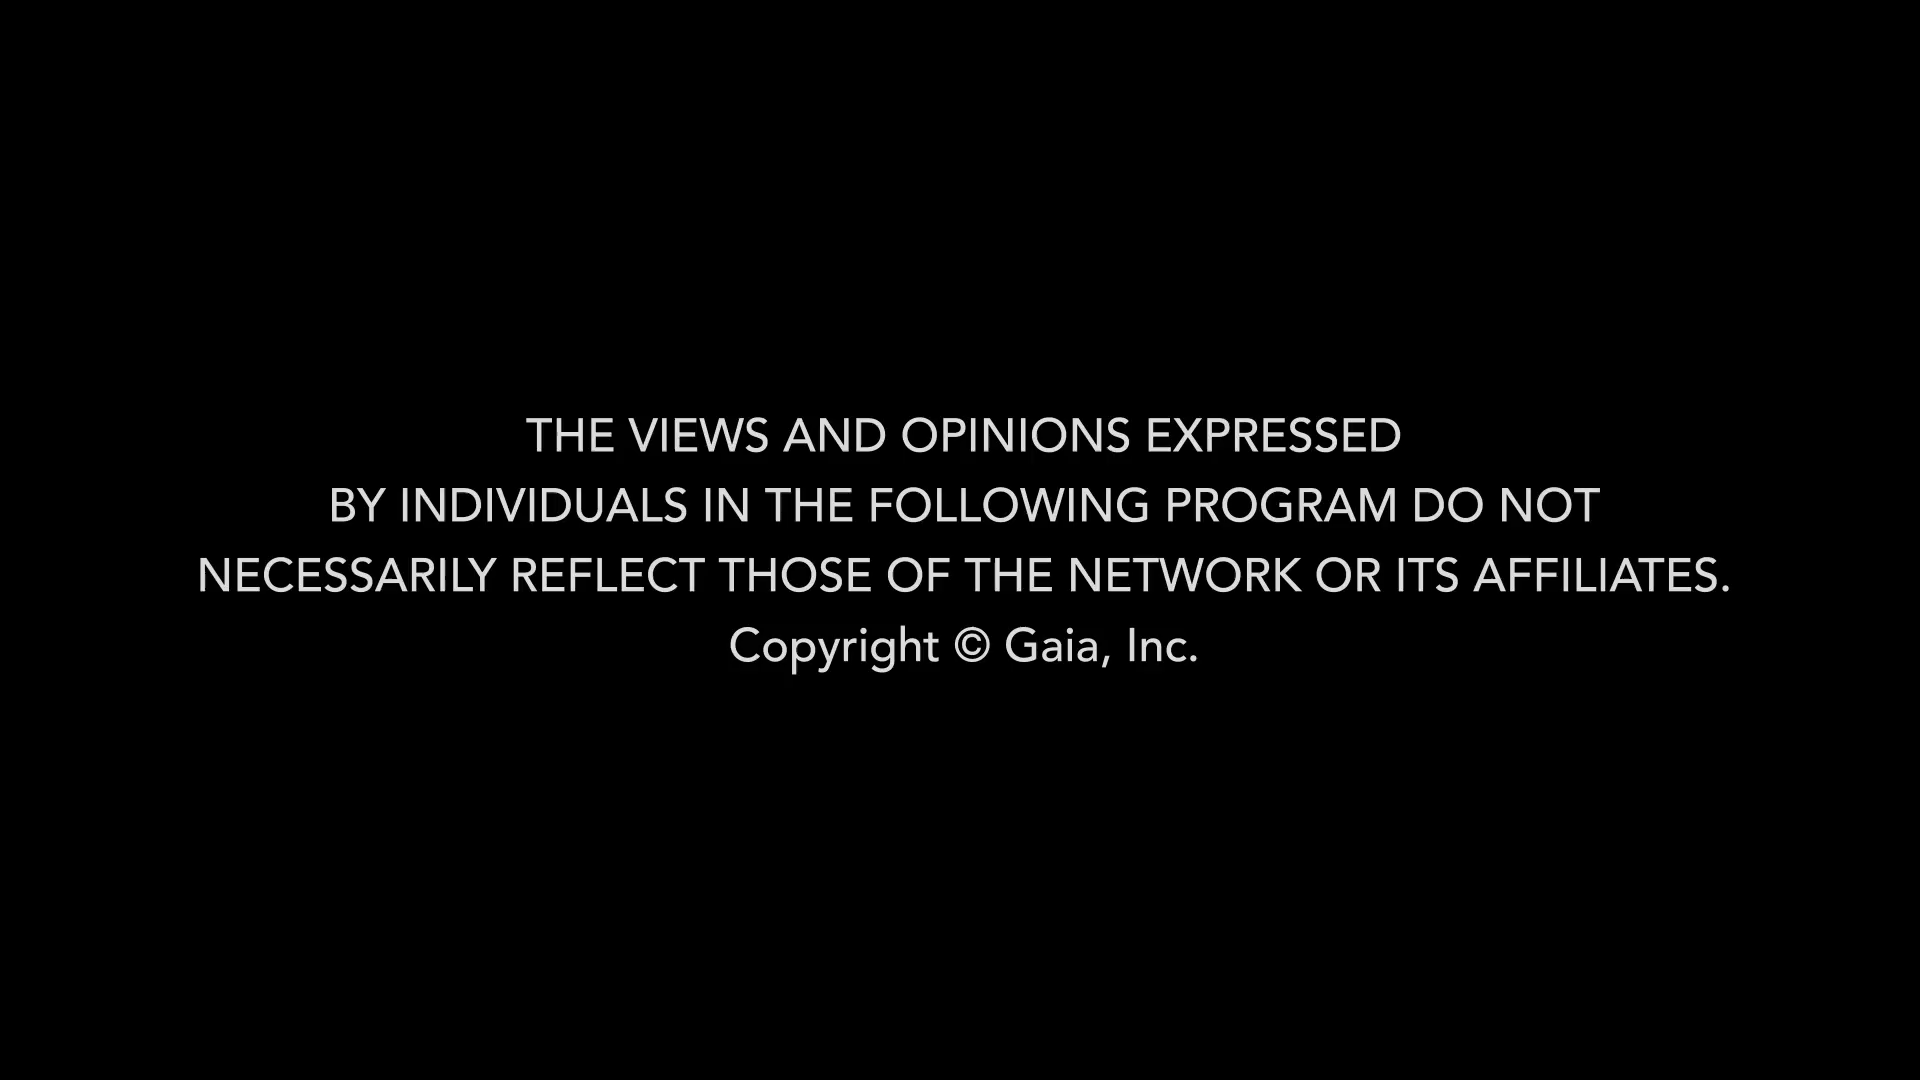 THE VIEWS AND OPINIONS EXPRESSED
BY INDIVIDUALS IN THE FOLLOWING PROGRAM DO NOT
NECESSARILY REFLECT THOSE OF THE NETWORK OR ITS AFFILIATES.
Copyright © Gaia, Inc.